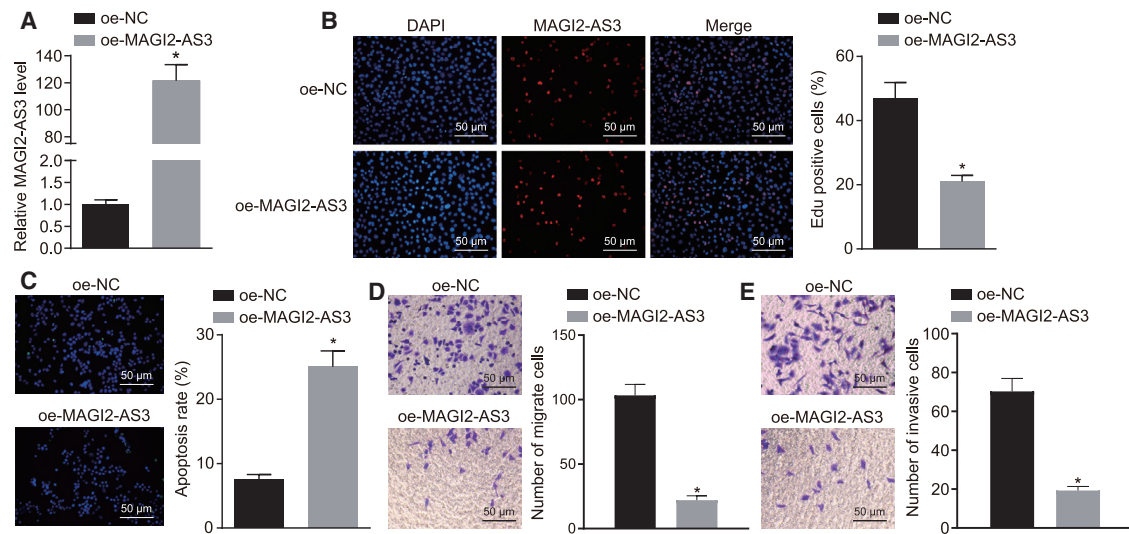 A
oe-NC
oe-MAGI2-AS3
Relative MAGI2-AS3 level
140
120
100
80
60
40
2.0
1.5
1.0
0.5
0.0
*
B
DAPI
MAGI2-AS3
Merge
oe-NC
50 µm
50 µm
50 µm
oe-MAGI2-AS3
50 µm
50 µm
50 µm
oe-NC
oe-MAGI2-AS3
Edu positive cells (%)
60
40
20
0
*
C
oe-NC
50 µm
oe-MAGI2-AS3
50 µm
oe-NC
oe-MAGI2-AS3
Apoptosis rate (%)
30
20
10
0
*
D
oe-NC
50 µm
oe-MAGI2-AS3
50 µm
oe-NC
oe-MAGI2-AS3
Number of migrate cells
150
100
50
0
*
E
oe-NC
50 µm
oe-MAGI2-AS3
50 µm
oe-NC
oe-MAGI2-AS3
Number of invasive cells
100
80
60
40
20
0
*